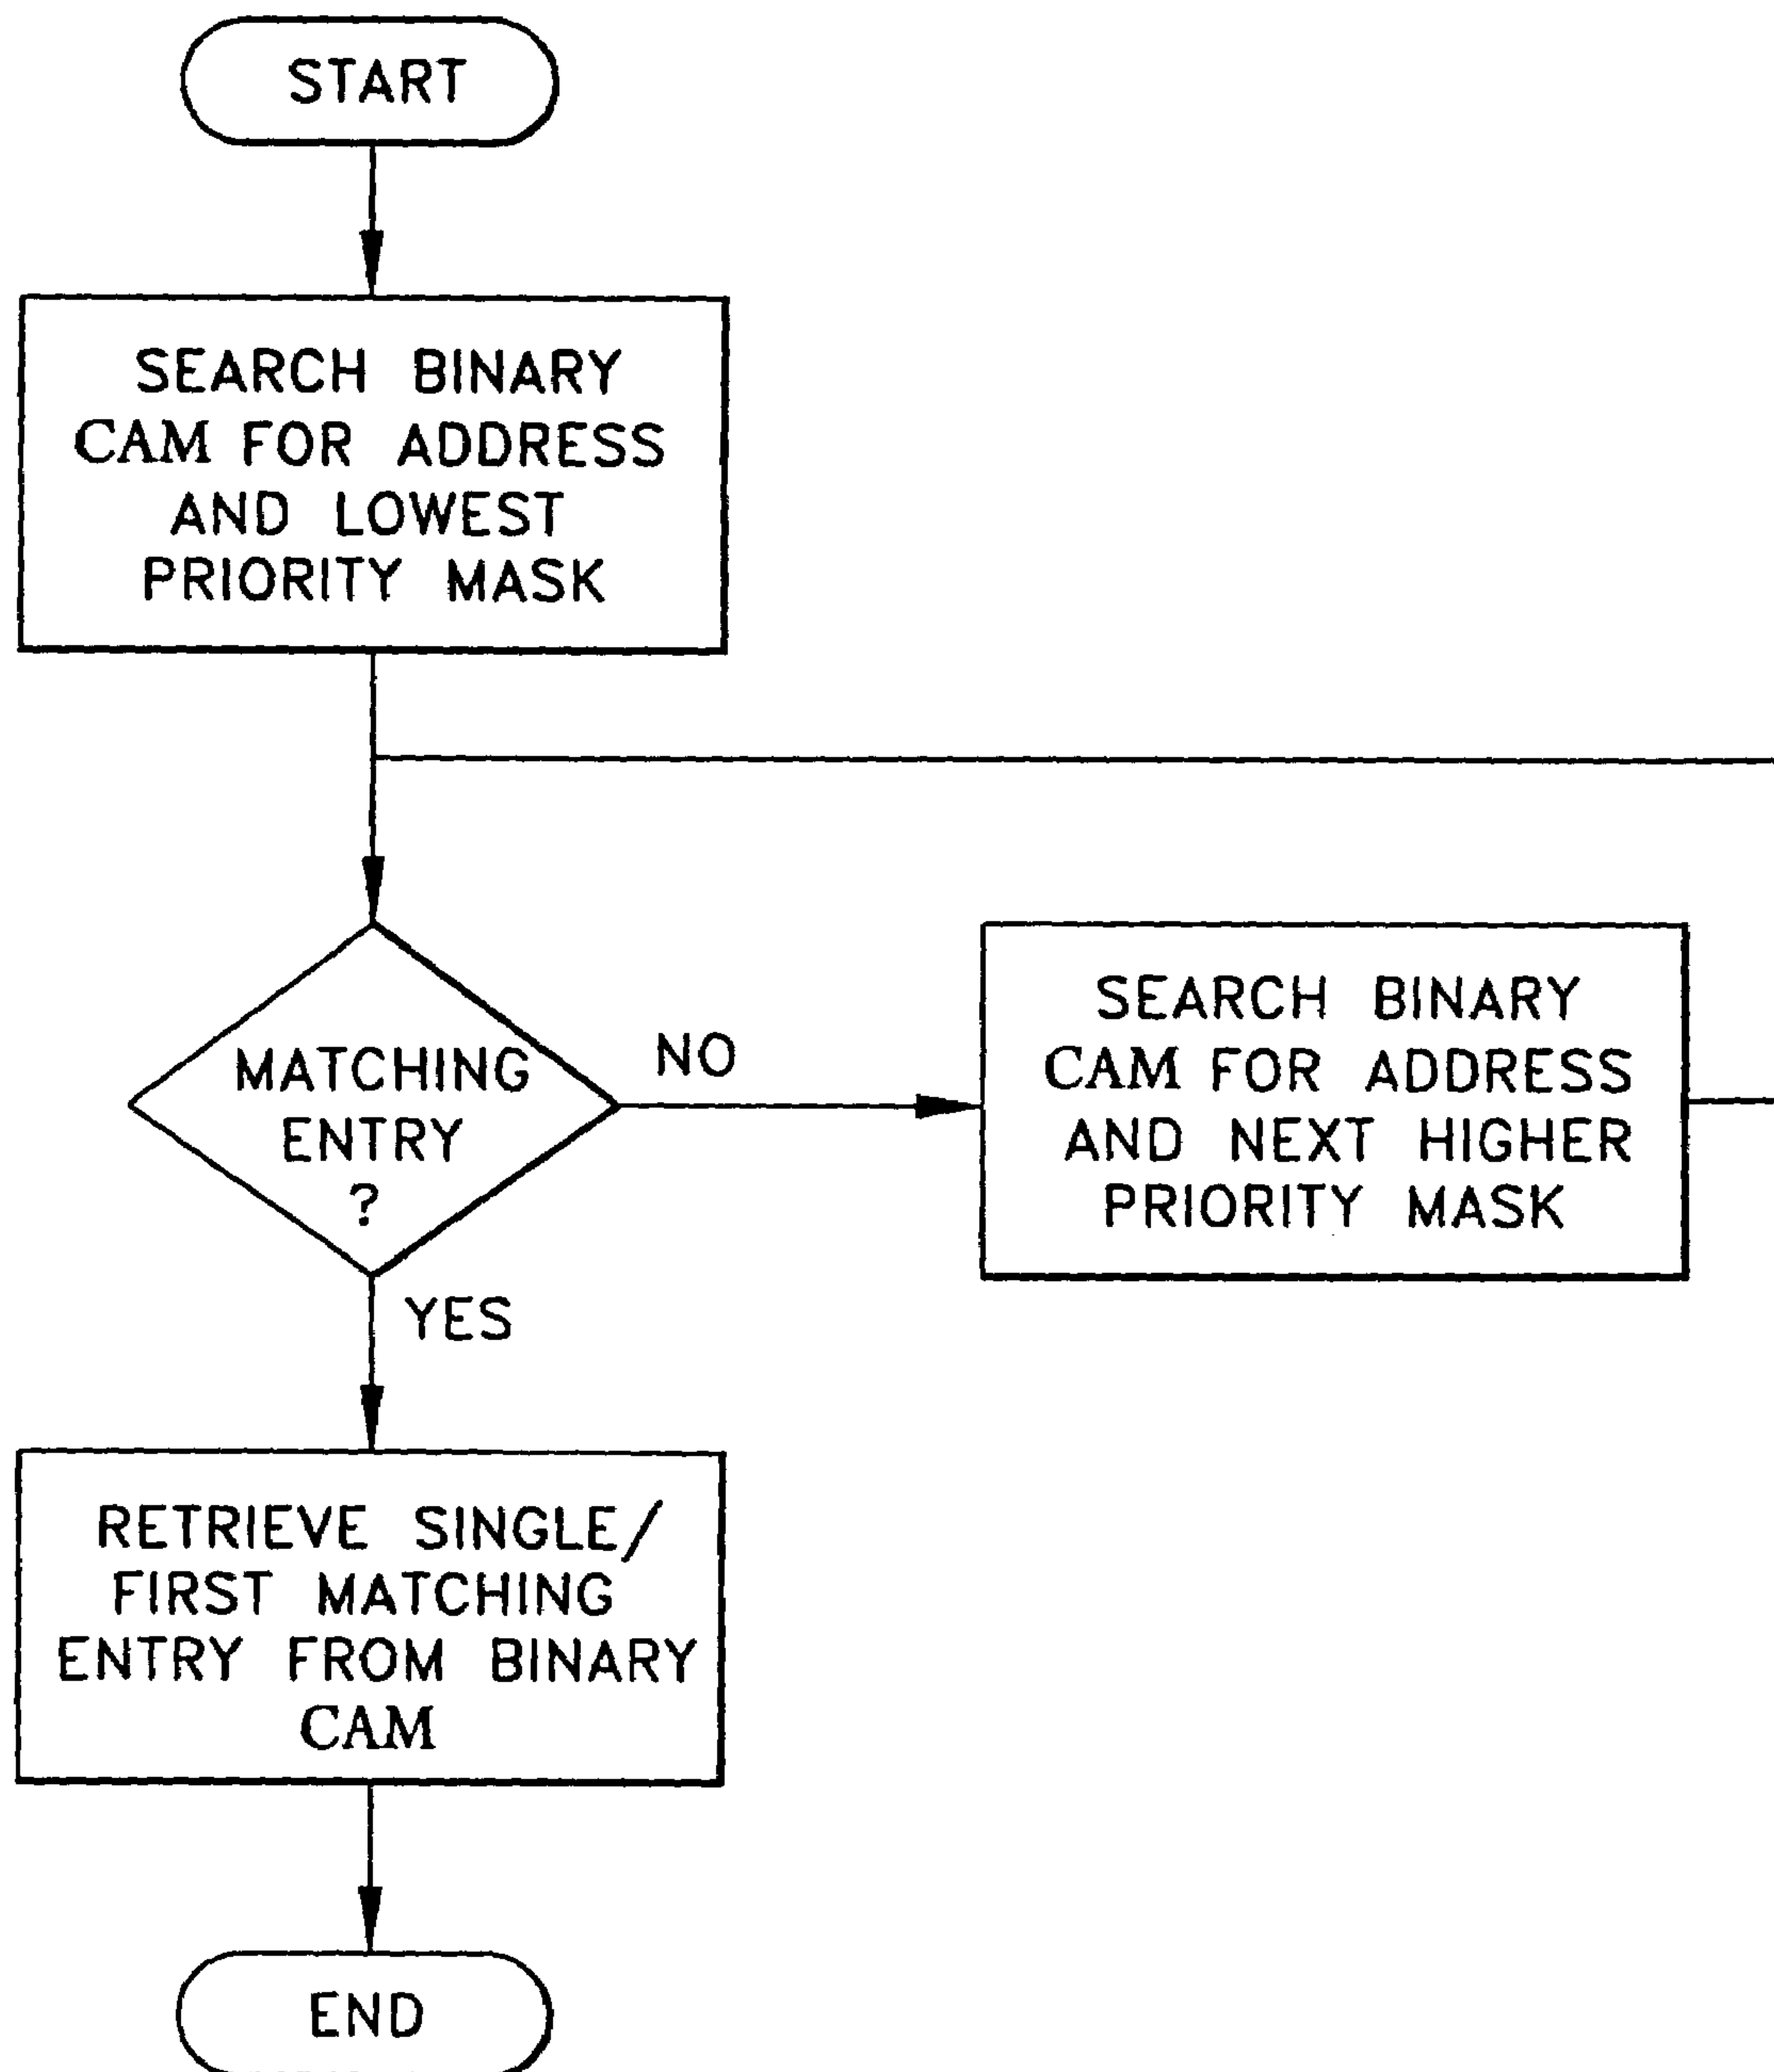 START
SEARCH BINARY
CAM FOR ADDRESS
AND LOWEST
PRIORITY MASK
MATCHING
ENTRY
?
NO
SEARCH BINARY
CAM FOR ADDRESS
AND NEXT HIGHER
PRIORITY MASK
YES
RETRIEVE SINGLE/
FIRST MATCHING
ENTRY FROM BINARY
CAM
END